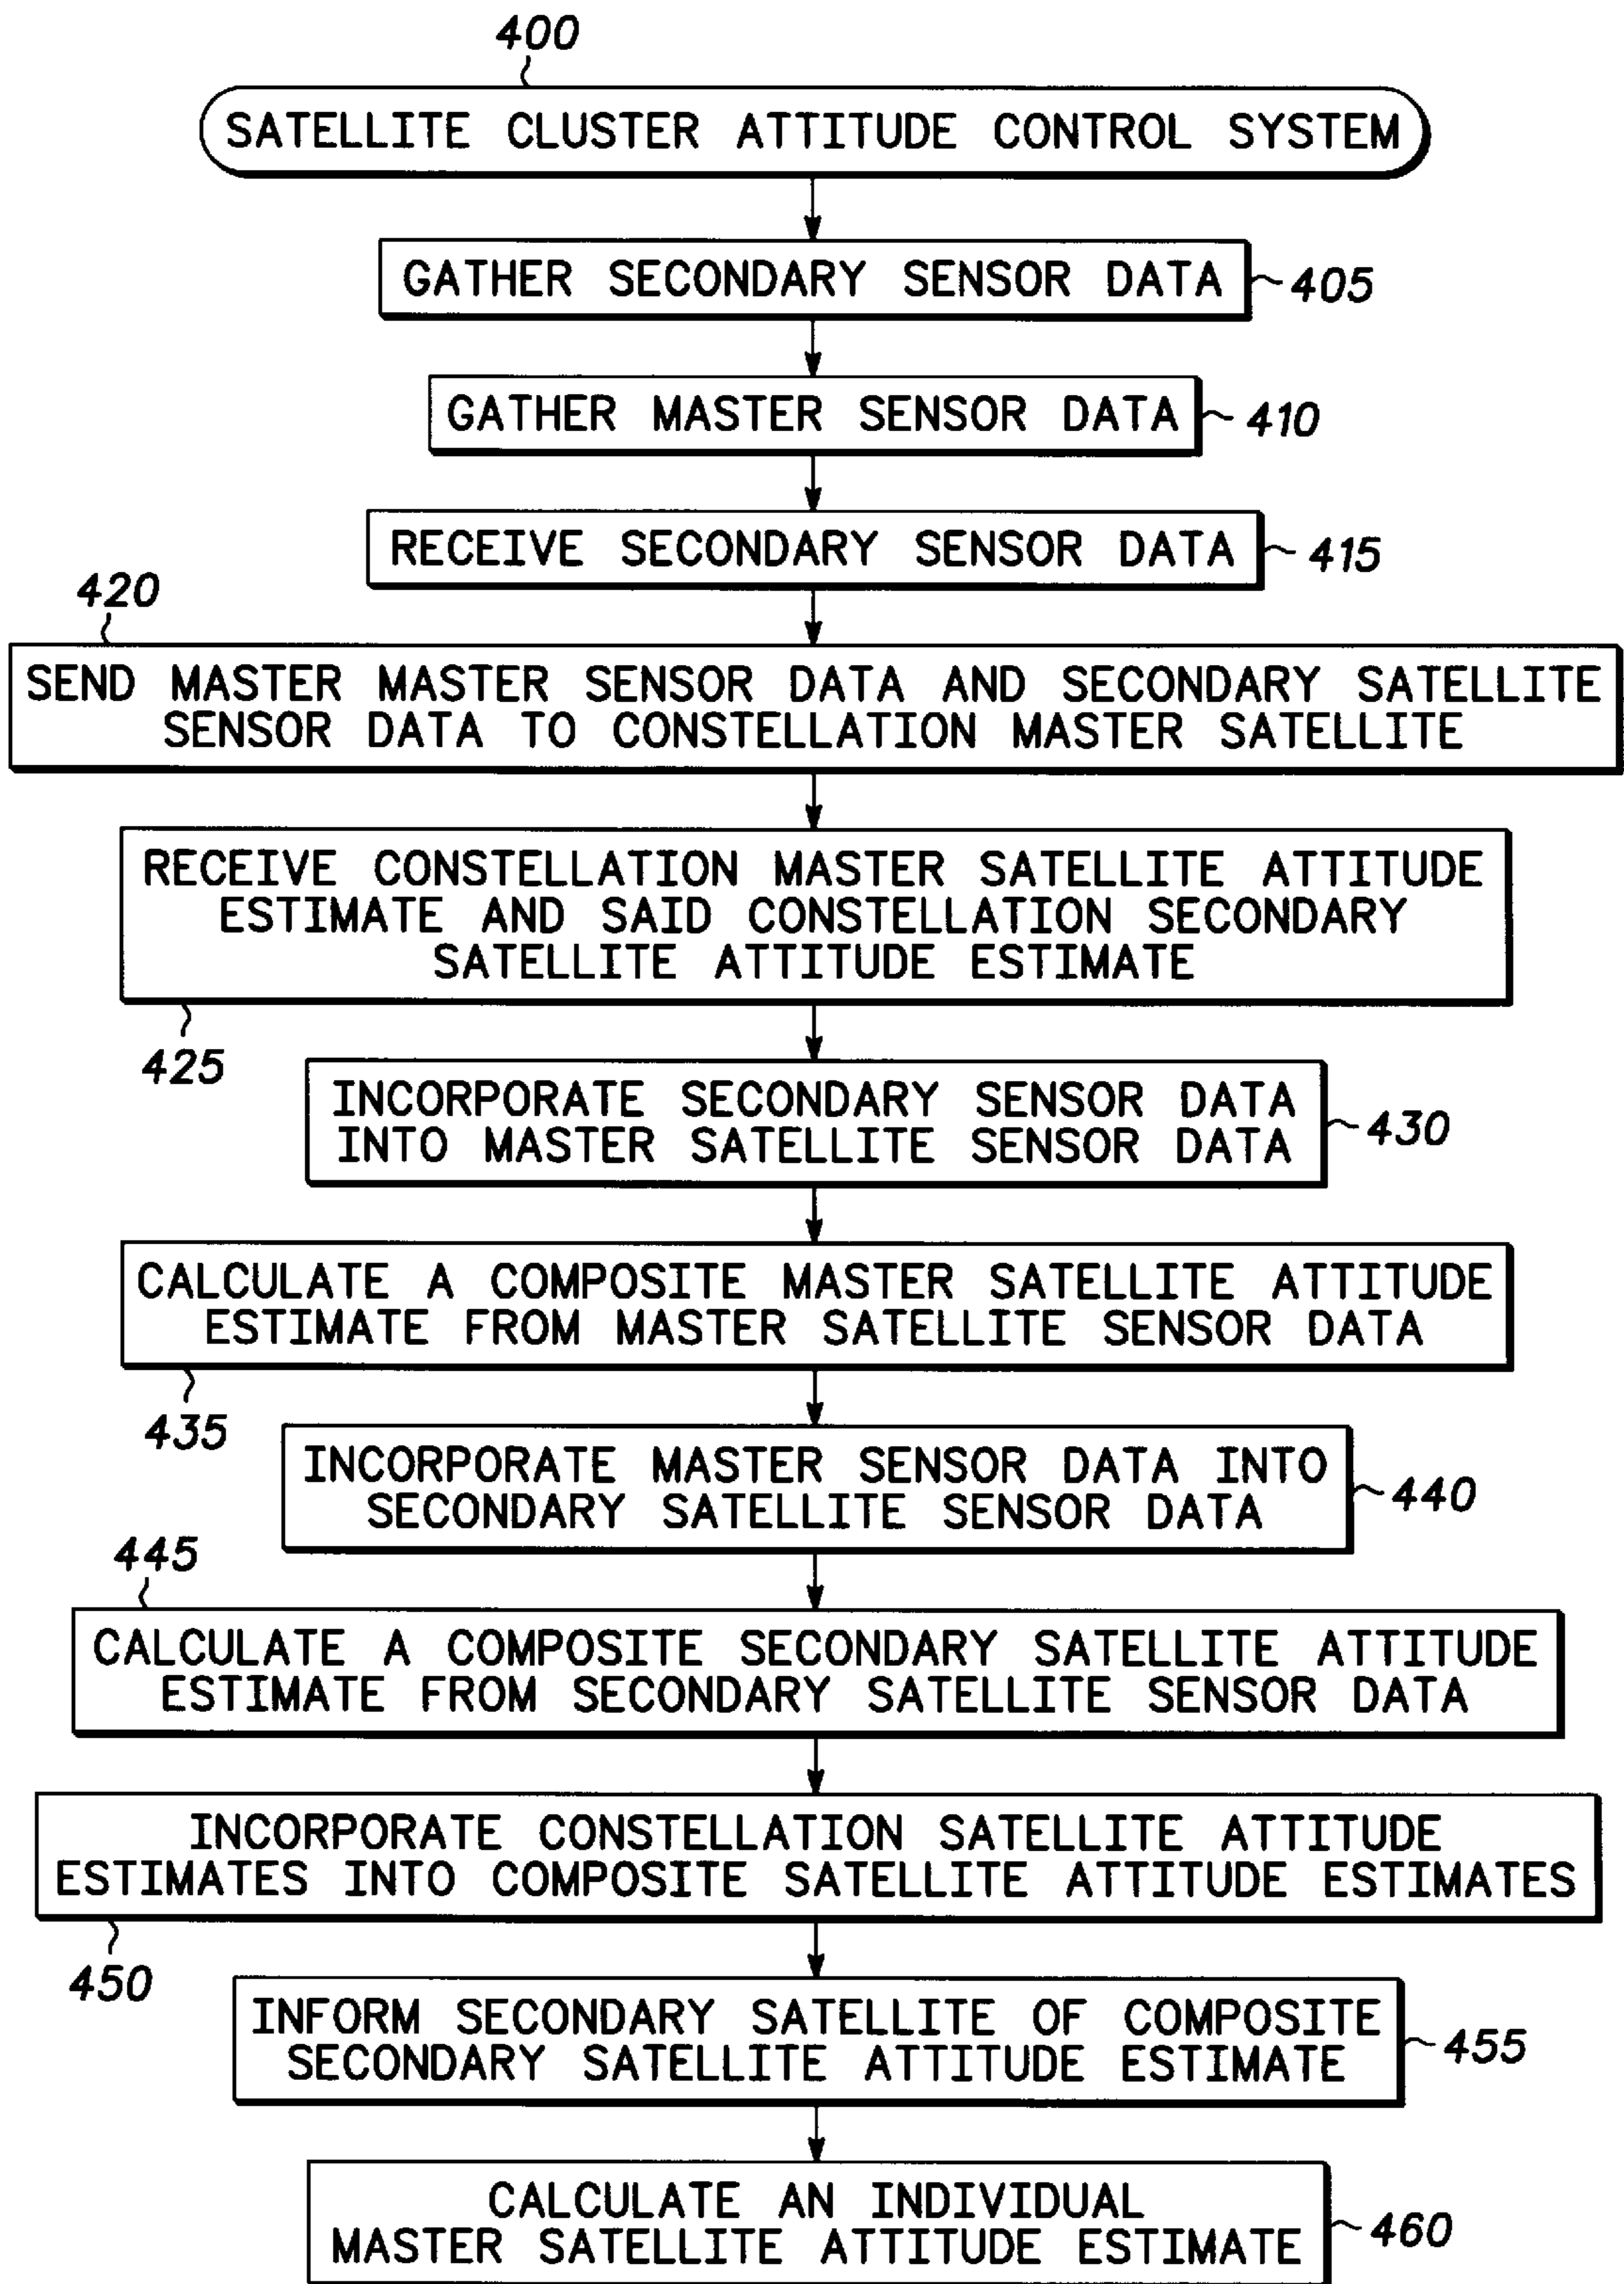 400
SATELLITE CLUSTER ATTITUDE CONTROL SYSTEM
GATHER SECONDARY SENSOR DATA
405
GATHER MASTER SENSOR DATA
410
RECEIVE SECONDARY SENSOR DATA
415
420
SEND MASTER MASTER SENSOR DATA AND SECONDARY SATELLITE
SENSOR DATA TO CONSTELLATION MASTER SATELLITE
RECEIVE CONSTELLATION MASTER SATELLITE ATTITUDE
ESTIMATE AND SAID CONSTELLATION SECONDARY
SATELLITE ATTITUDE ESTIMATE
425
INCORPORATE SECONDARY SENSOR DATA
INTO MASTER SATELLITE SENSOR DATA
430
CALCULATE A COMPOSITE MASTER SATELLITE ATTITUDE
ESTIMATE FROM MASTER SATELLITE SENSOR DATA
435
INCORPORATE MASTER SENSOR DATA INTO
SECONDARY SATELLITE SENSOR DATA
440
445
CALCULATE A COMPOSITE SECONDARY SATELLITE ATTITUDE
ESTIMATE FROM SECONDARY SATELLITE SENSOR DATA
INCORPORATE CONSTELLATION SATELLITE ATTITUDE
ESTIMATES INTO COMPOSITE SATELLITE ATTITUDE ESTIMATES
450
INFORM SECONDARY SATELLITE OF COMPOSITE
SECONDARY SATELLITE ATTITUDE ESTIMATE
455
CALCULATE AN INDIVIDUAL
MASTER SATELLITE ATTITUDE ESTIMATE
460